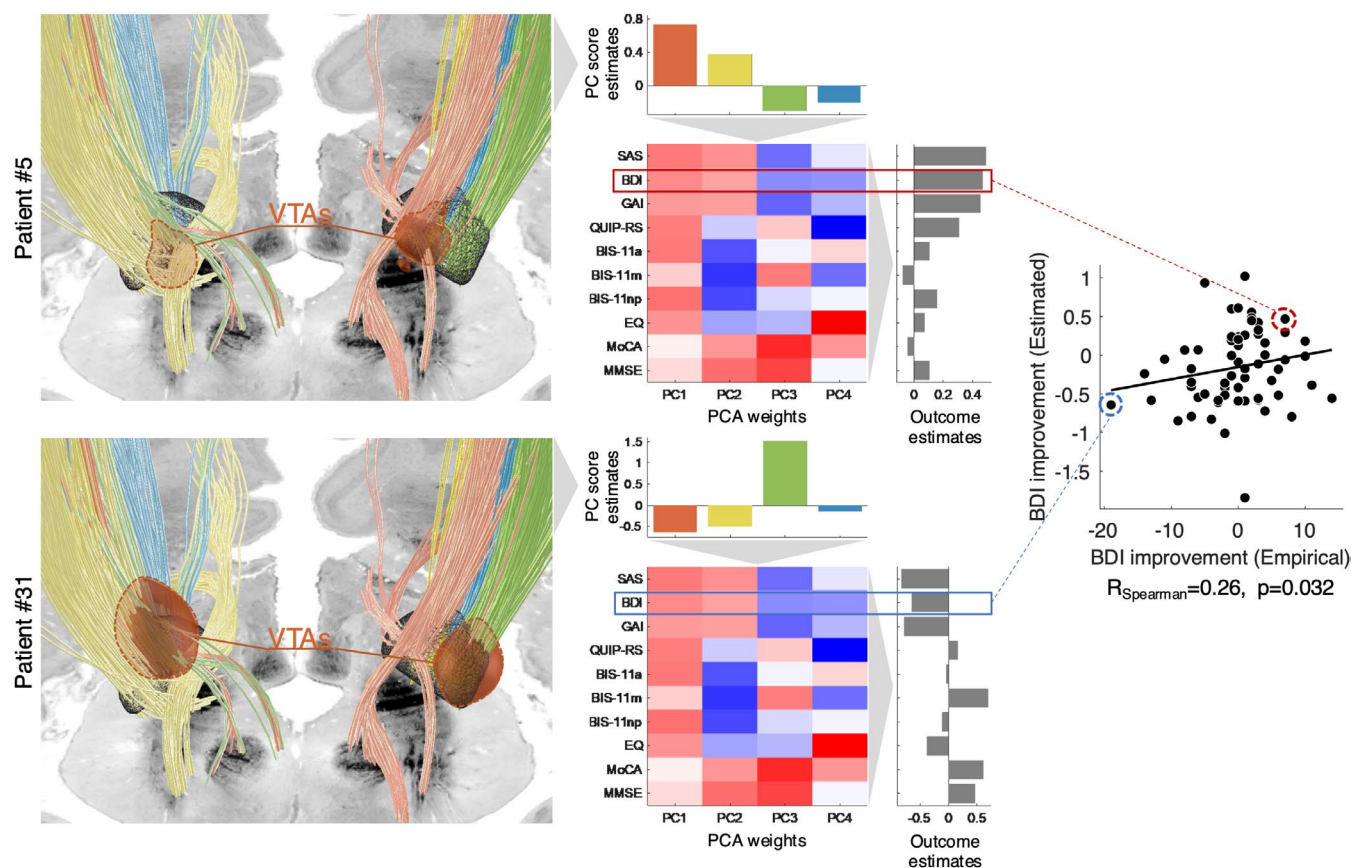 Patient #5
VTAs
PC score
estimates
0.8
0.4
0
SAS
BDI
GAI
QUIP-RS
BIS-11a
BIS-11m
BIS-11np
EQ
MoCA
MMSE
PC1 PC2 PC3 PC4
PCA weights
0 0.2 0.4
Outcome
estimates
Patient #31
VTAs
PC score
estimates
1.5
1
0.5
0
-0.5
SAS
BDI
GAI
QUIP-RS
BIS-11a
BIS-11m
BIS-11np
EQ
MoCA
MMSE
PC1 PC2 PC3 PC4
PCA weights
-0.5 0 0.5
Outcome
estimates
BDI improvement (Estimated)
1
0.5
0
-0.5
-1
-1.5
-20 -10 0 10
BDI improvement (Empirical)
RSpearman=0.26, p=0.032